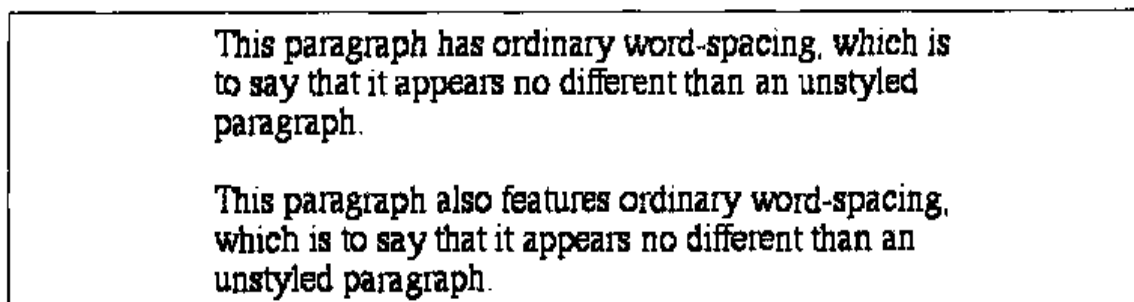 This paragraph has ordinary word-spacing, which is
to say that it appears no different than an unstyled
paragraph.
This paragraph also features ordinary word-spacing,
which is to say that it appears no different than an
unstyled paragraph.